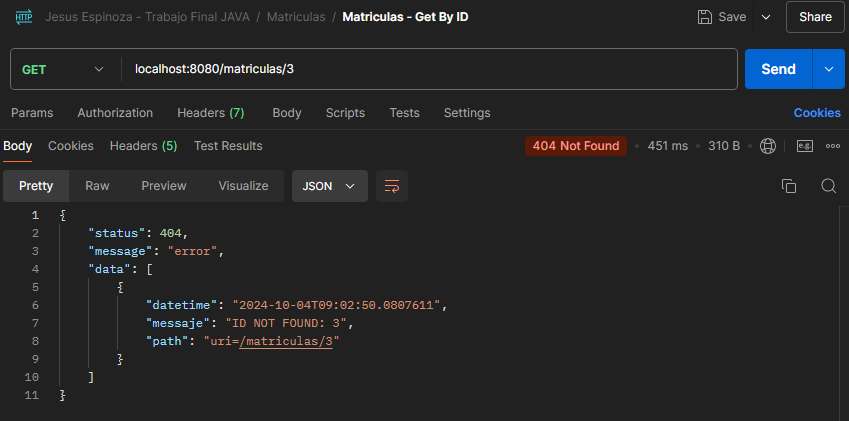 HTTP Jesus Espinoza - Trabajo Final JAVA / Matriculas / Matriculas - Get By ID Save Share
GET localhost:8080/matriculas/3 Send
Params Authorization Headers (7) Body Scripts Tests Settings Cookies
Body Cookies Headers (5) Test Results 404 Not Found • 451 ms • 310 B e.g.
Pretty Raw Preview Visualize JSON
1 {
2 "status": 404,
3 "message": "error",
4 "data": [
5 {
6 "datetime": "2024-10-04T09:02:50.0807611",
7 "messaje": "ID NOT FOUND: 3",
8 "path": "uri=/matriculas/3"
9 }
10 ]
11 }